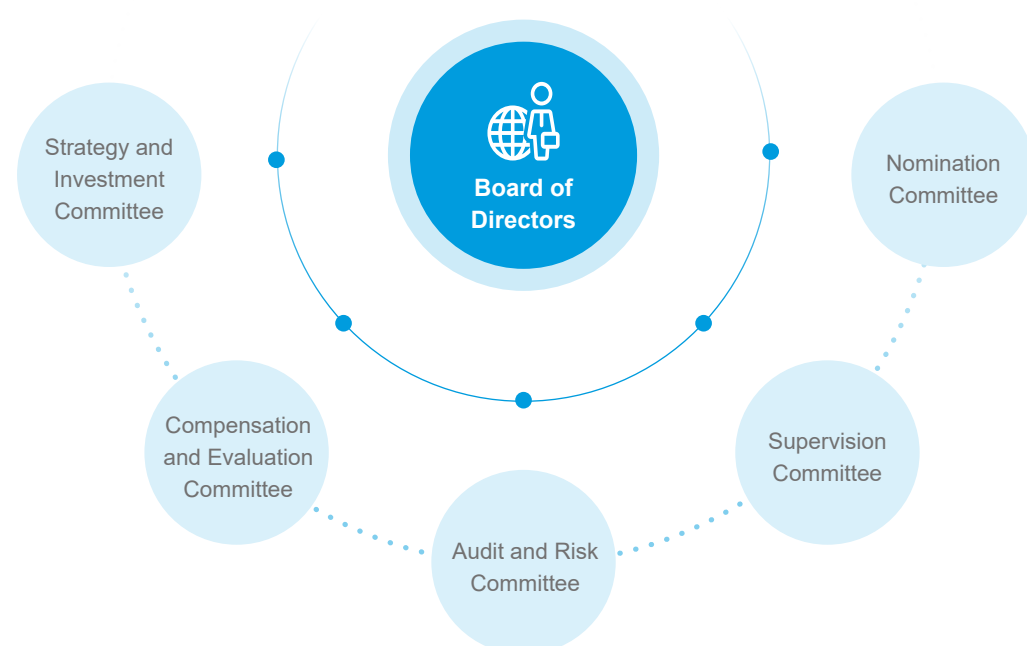 Board of
Directors
Strategy and
Investment
Committee
Compensation
and Evaluation
Committee
Audit and Risk
Committee
Supervision
Committee
Nomination
Committee